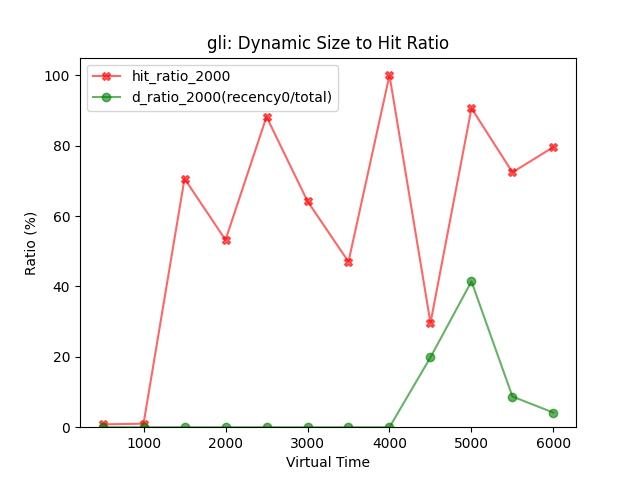 gli: Dynamic Size to Hit Ratio
hit_ratio_2000
d_ratio_2000(recency0/total)
Ratio (%)
100
80
60
40
20
0
1000 2000 3000 4000 5000 6000
Virtual Time